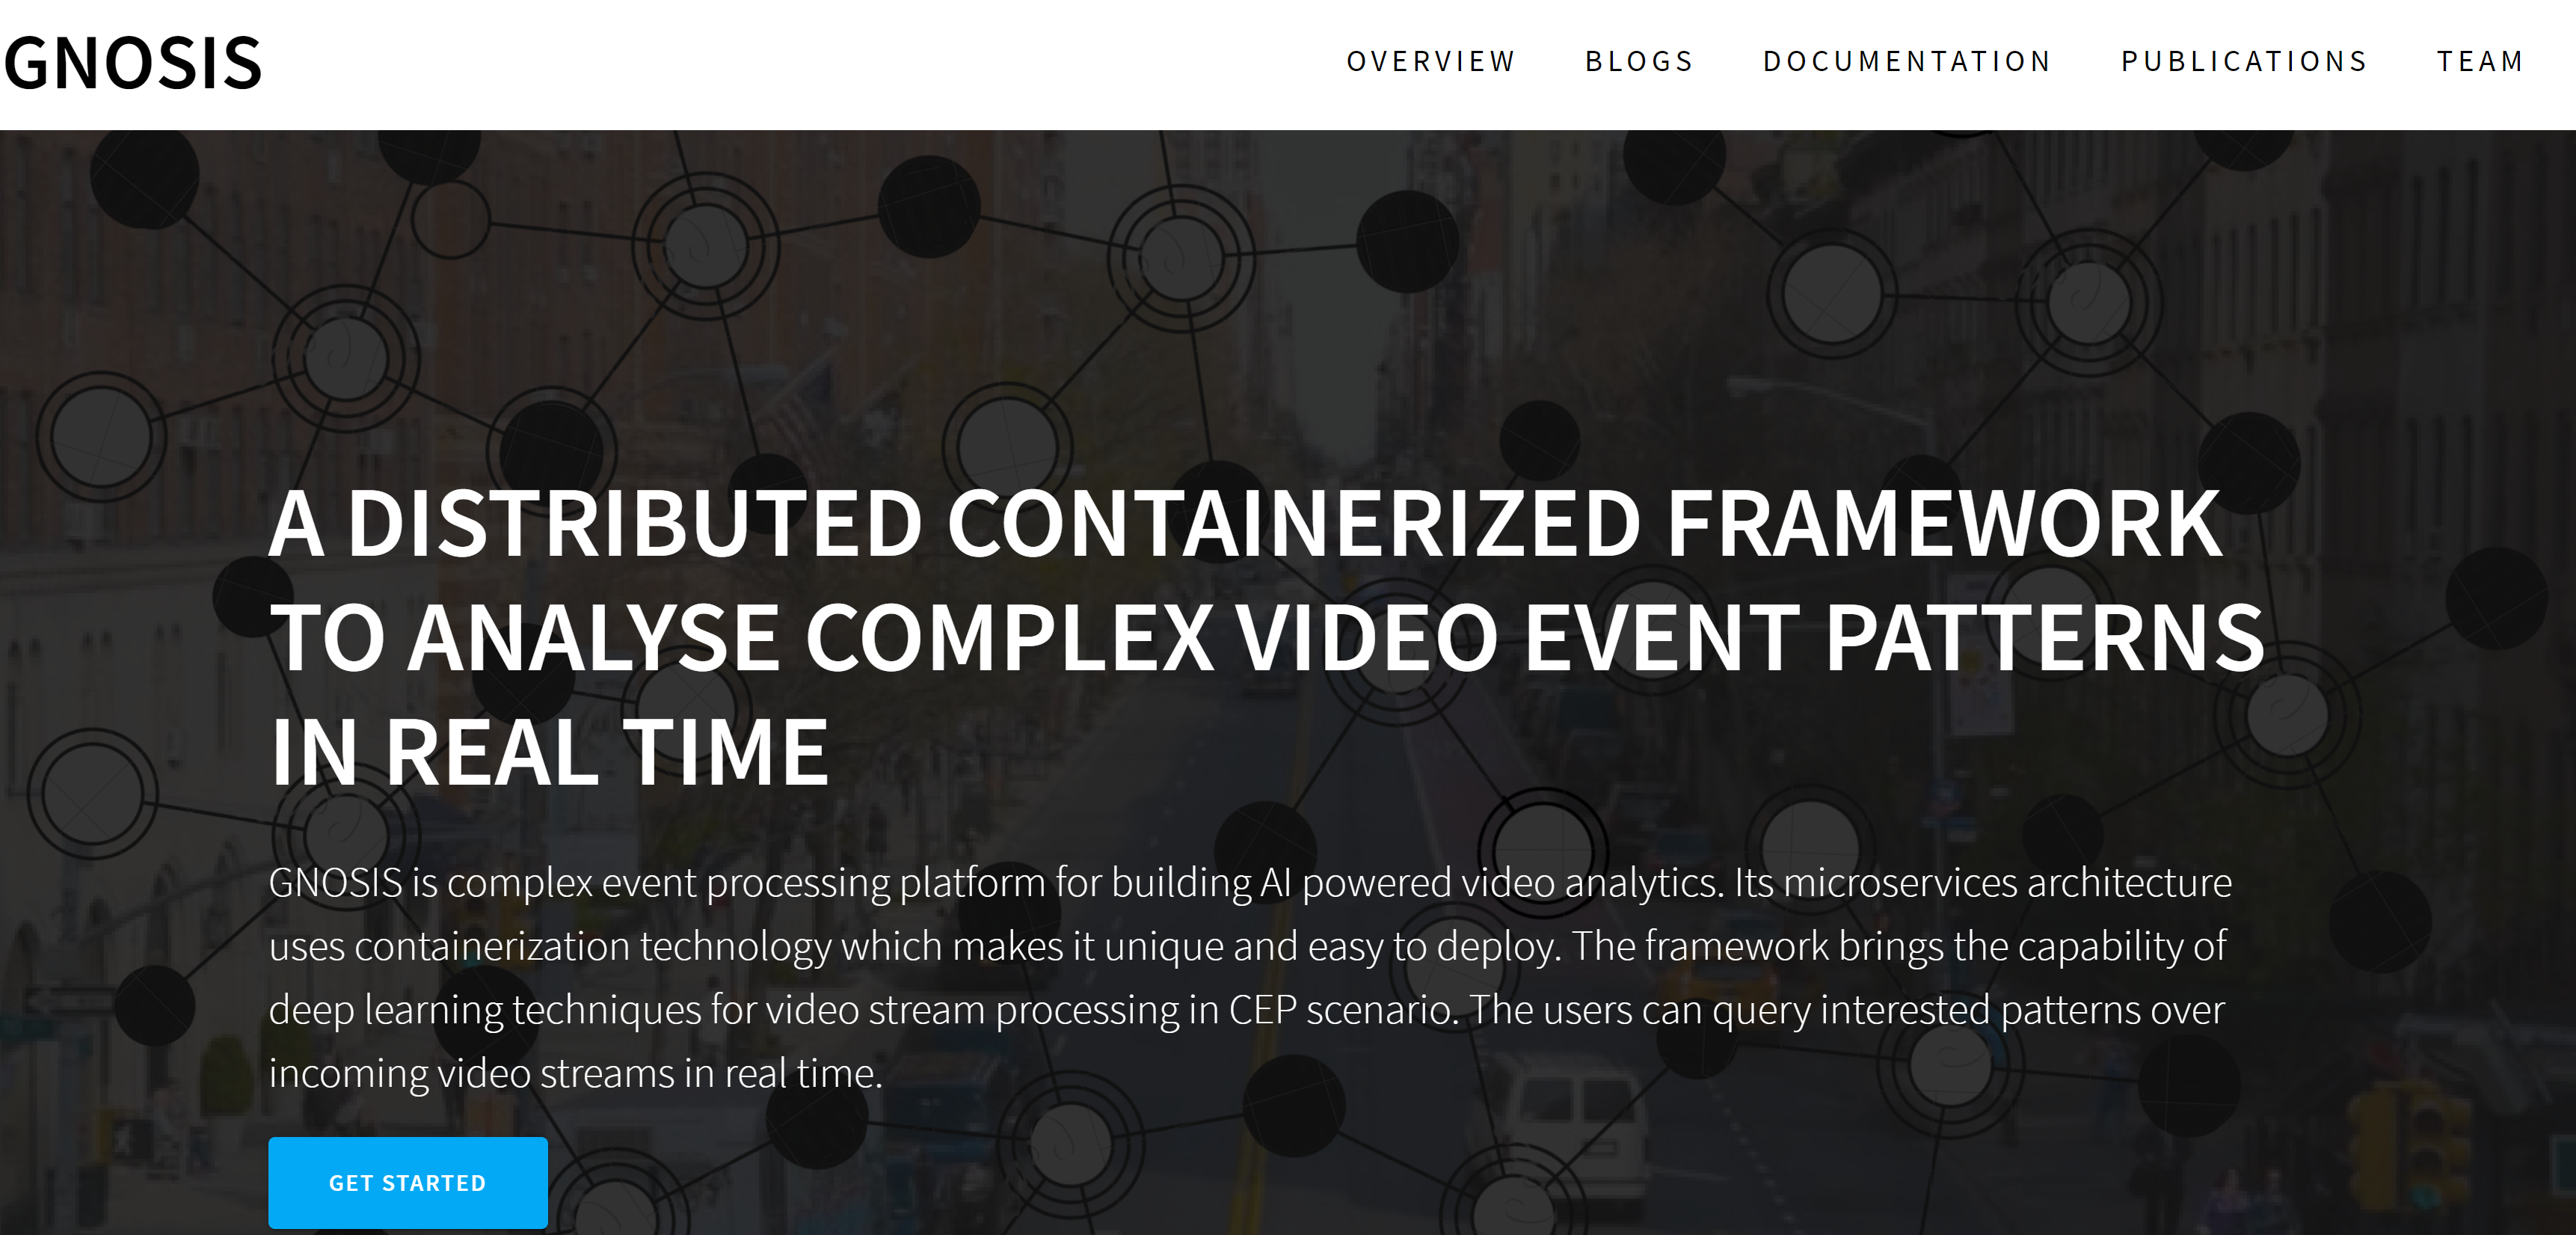 GNOSIS
OVERVIEW BLOGS DOCUMENTATION PUBLICATIONS TEAM
A DISTRIBUTED CONTAINERIZED FRAMEWORK
TO ANALYSE COMPLEX VIDEO EVENT PATTERNS
IN REAL TIME
GNOSIS is complex event processing platform for building AI powered video analytics. Its microservices architecture
uses containerization technology which makes it unique and easy to deploy. The framework brings the capability of
deep learning techniques for video stream processing in CEP scenario. The users can query interested patterns over
incoming video streams in real time.
GET STARTED